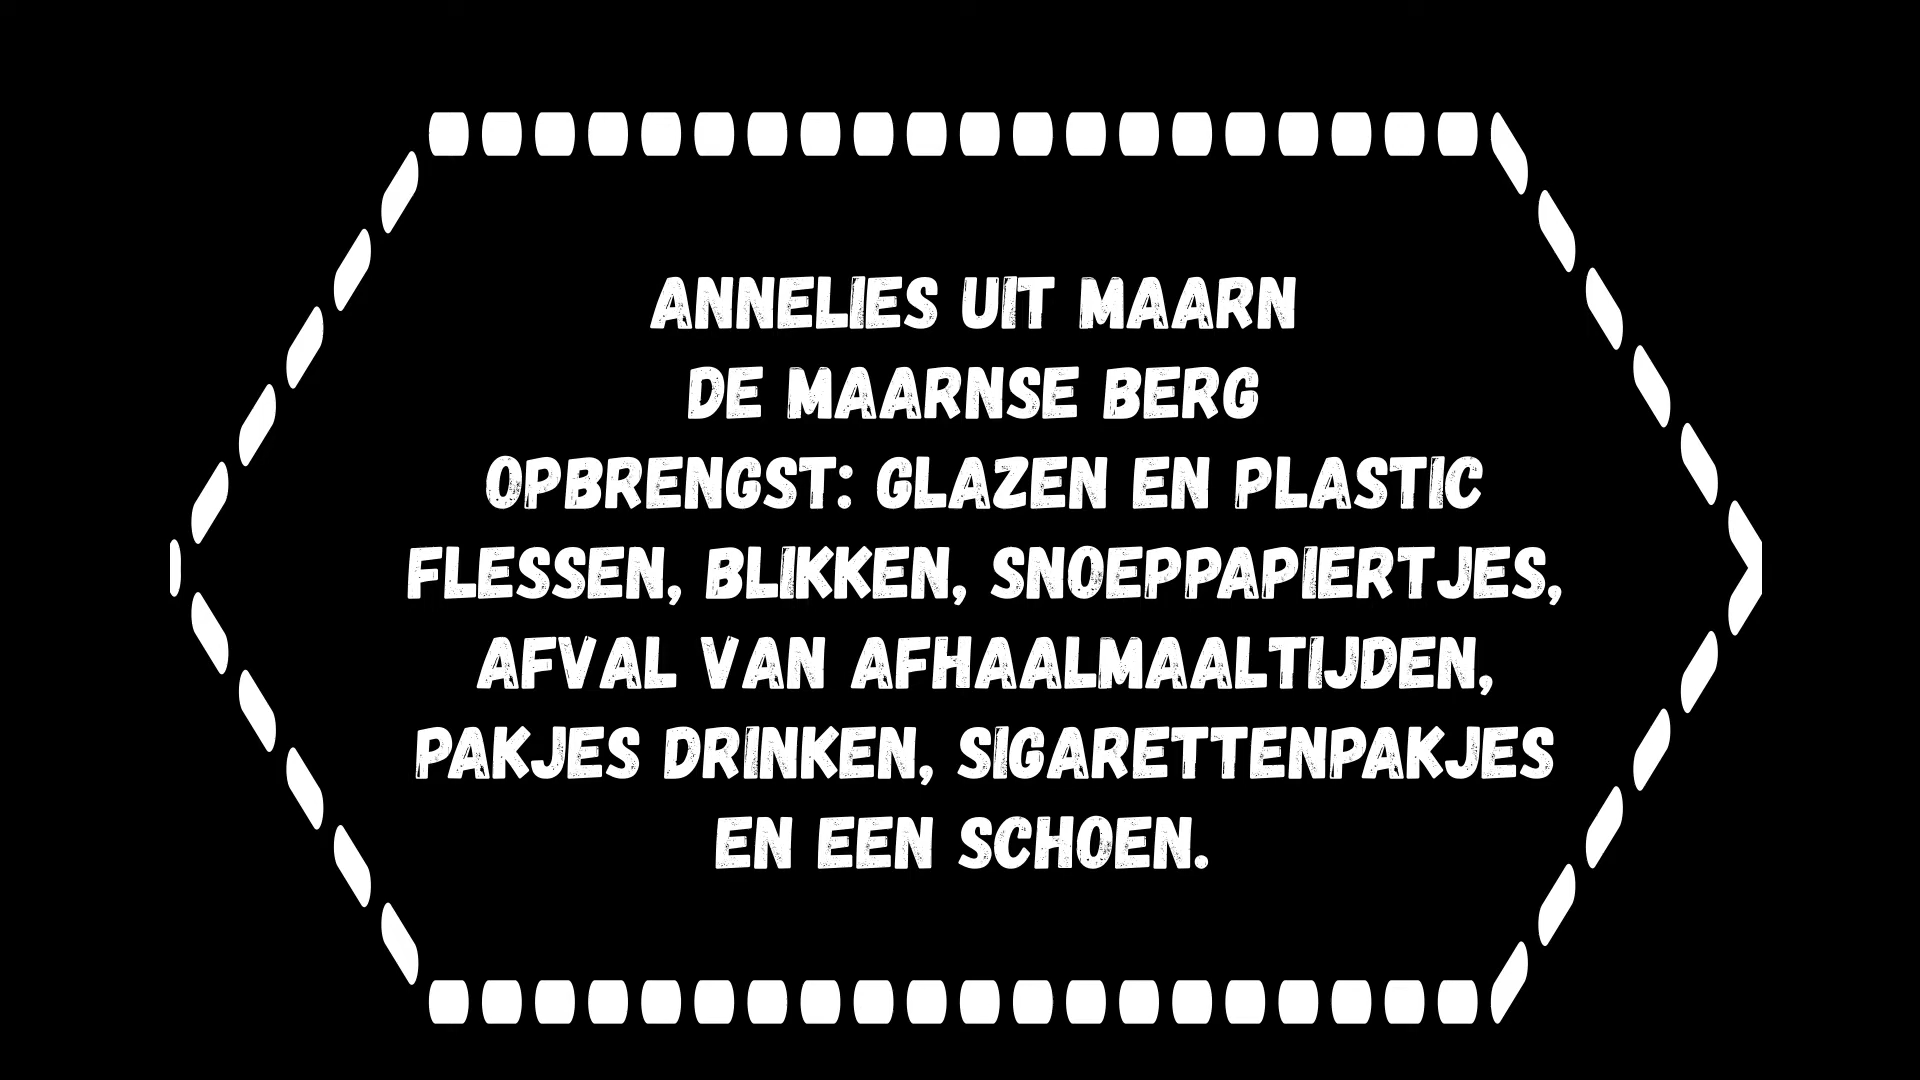 ANNELIES UIT MAARN
DE MAARNSE BERG
OPBRENGST: GLAZEN EN PLASTIC
FLESSEN, BLIKKEN, SNOEPPAPIERTJES,
AFVAL VAN AFHAALMAALTIJDEN,
PAKJES DRINKEN, SIGARETTENPAKJES
EN EEN SCHOEN.